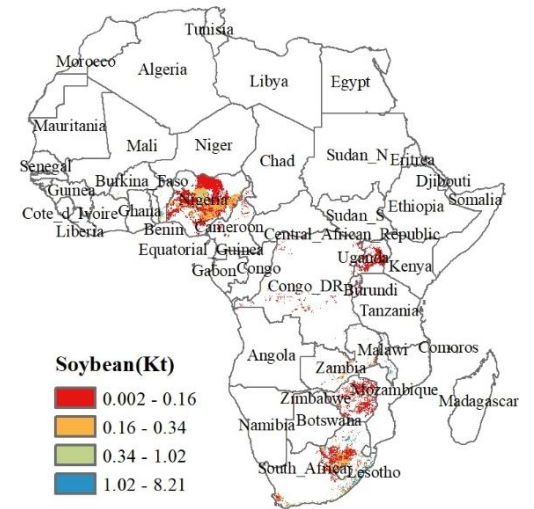 Tunisia
Morocco
Algeria
Libya
Egypt
Mauritania
Mali
Niger
Chad
Sudan_N
Eritrea
Senegal
Burkina_Faso
Djibouti
Guinea
Nigeria
Ethiopia
Somalia
Cote_d_Ivoire
Ghana
Sudan_S
Liberia
Benin
Cameroon
Central_African_Republic
Equatorial_Guinea
Uganda
Kenya
Gabon
Congo
Congo_DR
Burundi
Tanzania
Angola
Malawi
Comoros
Zambia
Mozambique
Zimbabwe
Madagascar
Namibia
Botswana
South_Africa
Lesotho
Soybean(Kt)
0.002 - 0.16
0.16 - 0.34
0.34 - 1.02
1.02 - 8.21